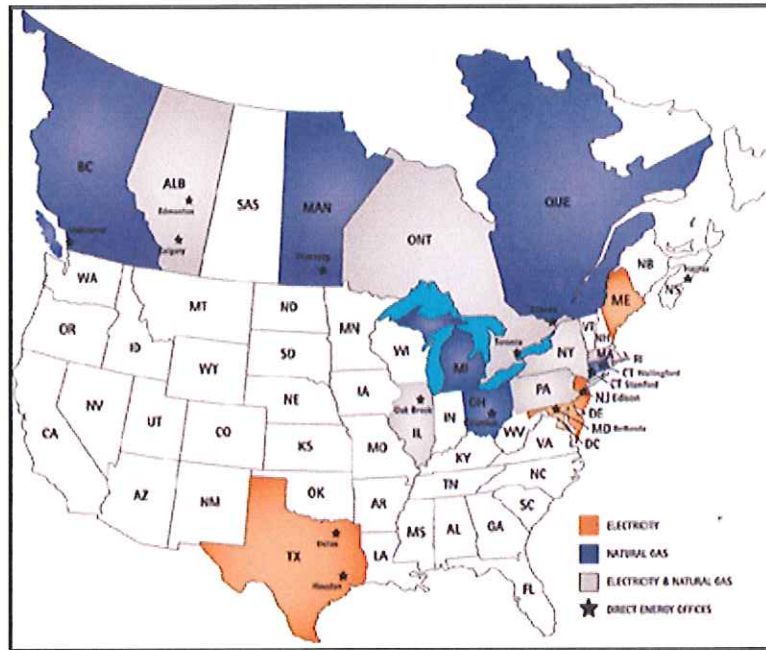 BC
ALB
Edmonton
Calgary
SAS
MAN
ONT
QUE
NB
NS
ME
WA
OR
ID
MT
ND
SD
WY
NE
NV
CA
UT
CO
KS
AZ
NM
OK
TX
Dallas
Houston
MN
IA
MO
AR
LA
WI
IL
Oak Brook
IN
MI
OH
KY
TN
MS
AL
GA
FL
SC
NC
VA
WV
PA
NY
Toronto
VT
NH
MA
RI
CT Wallingford
CT Stamford
NJ Edison
DE
MD Bethesda
DC
ELECTRICITY
NATURAL GAS
ELECTRICITY & NATURAL GAS
DIRECT ENERGY OFFICES